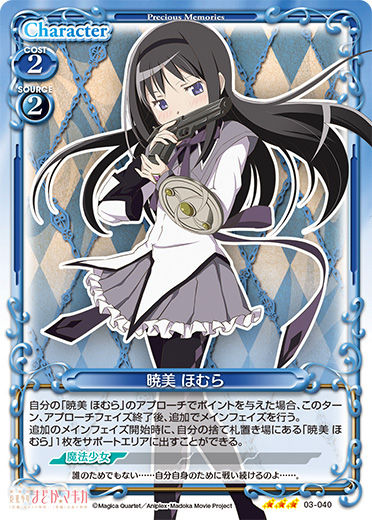 Precious Memories
Character
COST
2
SOURCE
2
暁美 ほむら
自分の「暁美 ほむら」のアプローチでポイントを与えた場合、このター
ン、アプローチフェイズ終了後、追加でメインフェイズを行う。
追加のメインフェイズ開始時に、自分の捨て札置き場にある「暁美 ほ
むら」1枚をサポートエリアに出すことができる。
魔法少女
誰のためでもない……自分自身のために戦い続けるのよ……。
まどか☆マギカ
©Magica Quartet／Aniplex・Madoka Movie Project
03-040